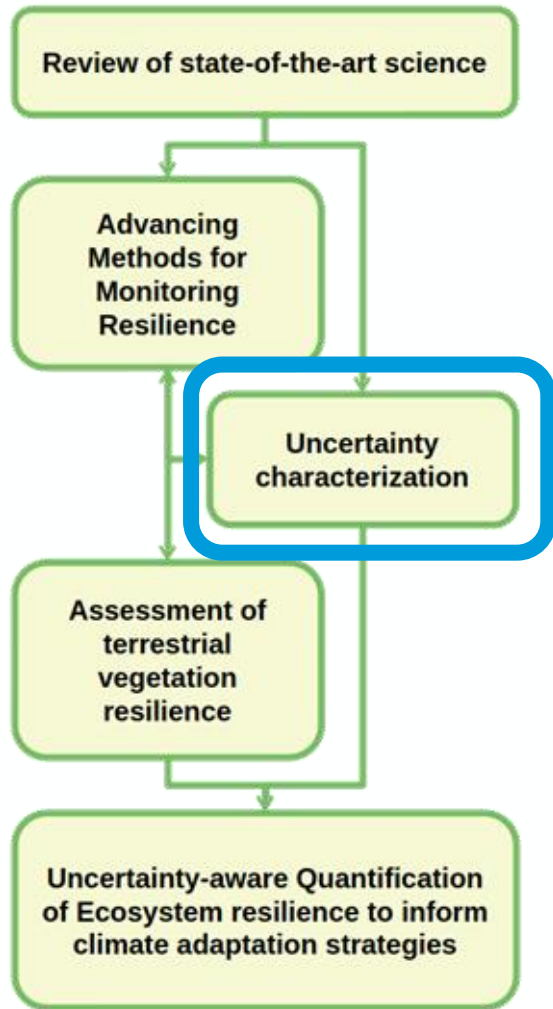 Review of state-of-the-art science
Advancing
Methods for
Monitoring
Resilience
Uncertainty
characterization
Assessment of
terrestrial
vegetation
resilience
Uncertainty-aware Quantification
of Ecosystem resilience to inform
climate adaptation strategies